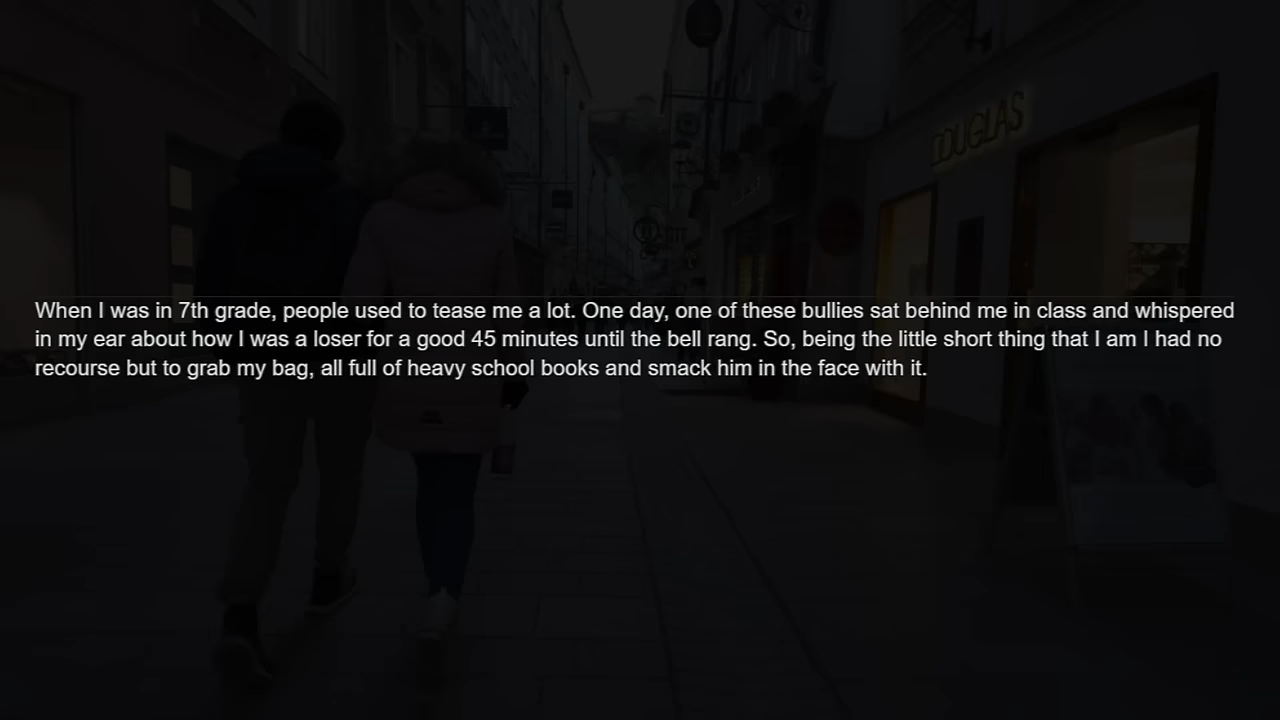 DOUGLAS
When I was in 7th grade, people used to tease me a lot. One day, one of these bullies sat behind me in class and whispered
in my ear about how I was a loser for a good 45 minutes until the bell rang. So, being the little short thing that I am I had no
recourse but to grab my bag, all full of heavy school books and smack him in the face with it.